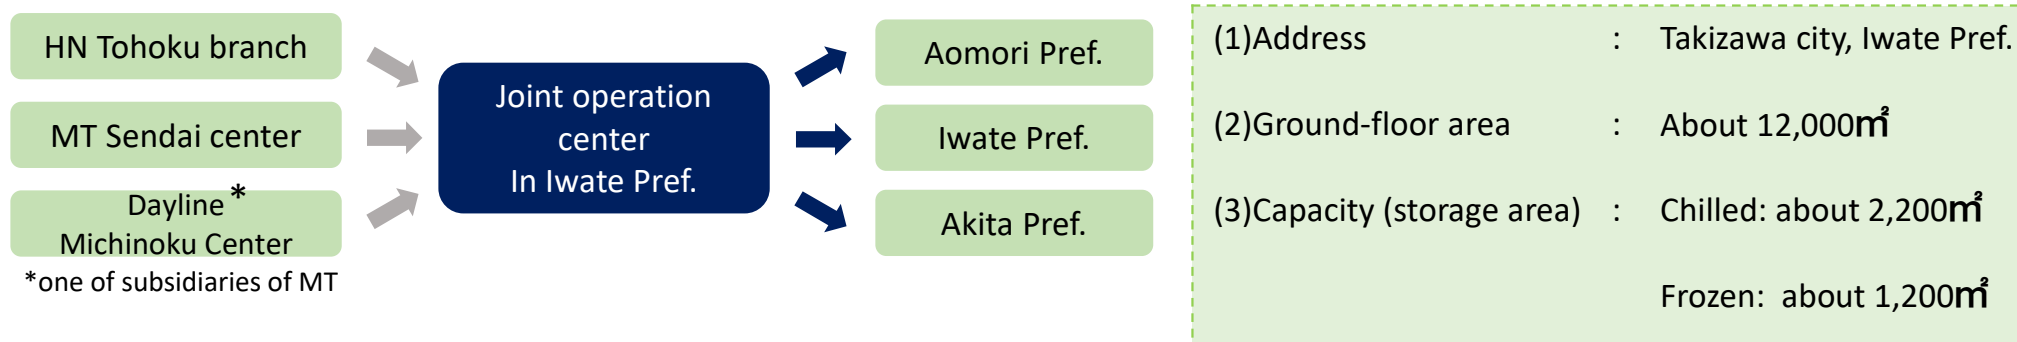 HN Tohoku branch
MT Sendai center
Dayline*
Michinoku Center
*one of subsidiaries of MT
Joint operation
center
In Iwate Pref.
Aomori Pref.
Iwate Pref.
Akita Pref.
(1)Address : Takizawa city, Iwate Pref.
(2)Ground-floor area : About 12,000㎡
(3)Capacity (storage area) : Chilled: about 2,200㎡
Frozen: about 1,200㎡